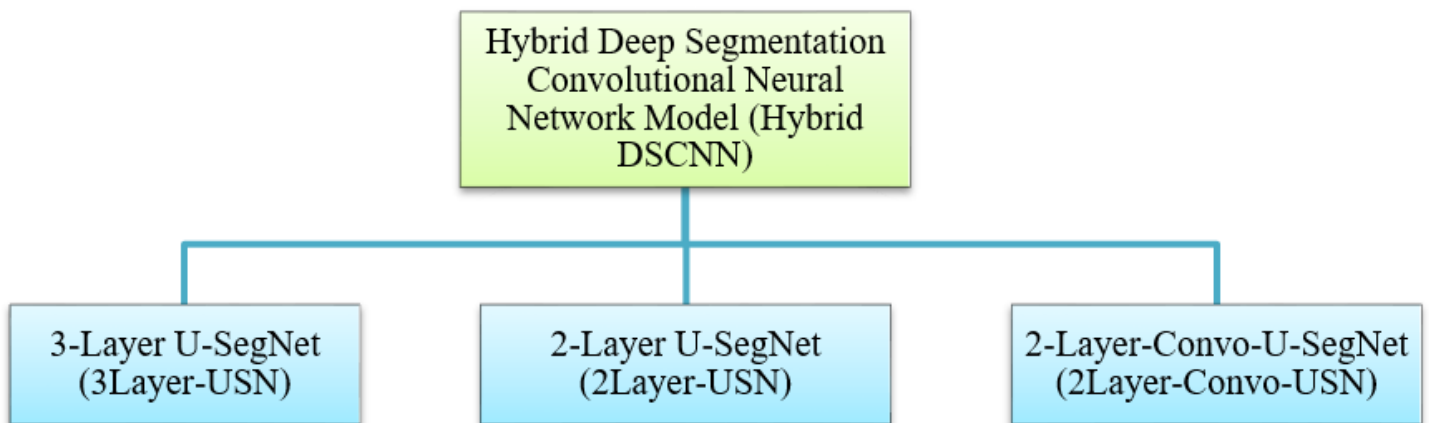 Hybrid Deep Segmentation
Convolutional Neural
Network Model (Hybrid
DSCNN)
3-Layer U-SegNet
(3Layer-USN)
2-Layer U-SegNet
(2Layer-USN)
2-Layer-Convo-U-SegNet
(2Layer-Convo-USN)